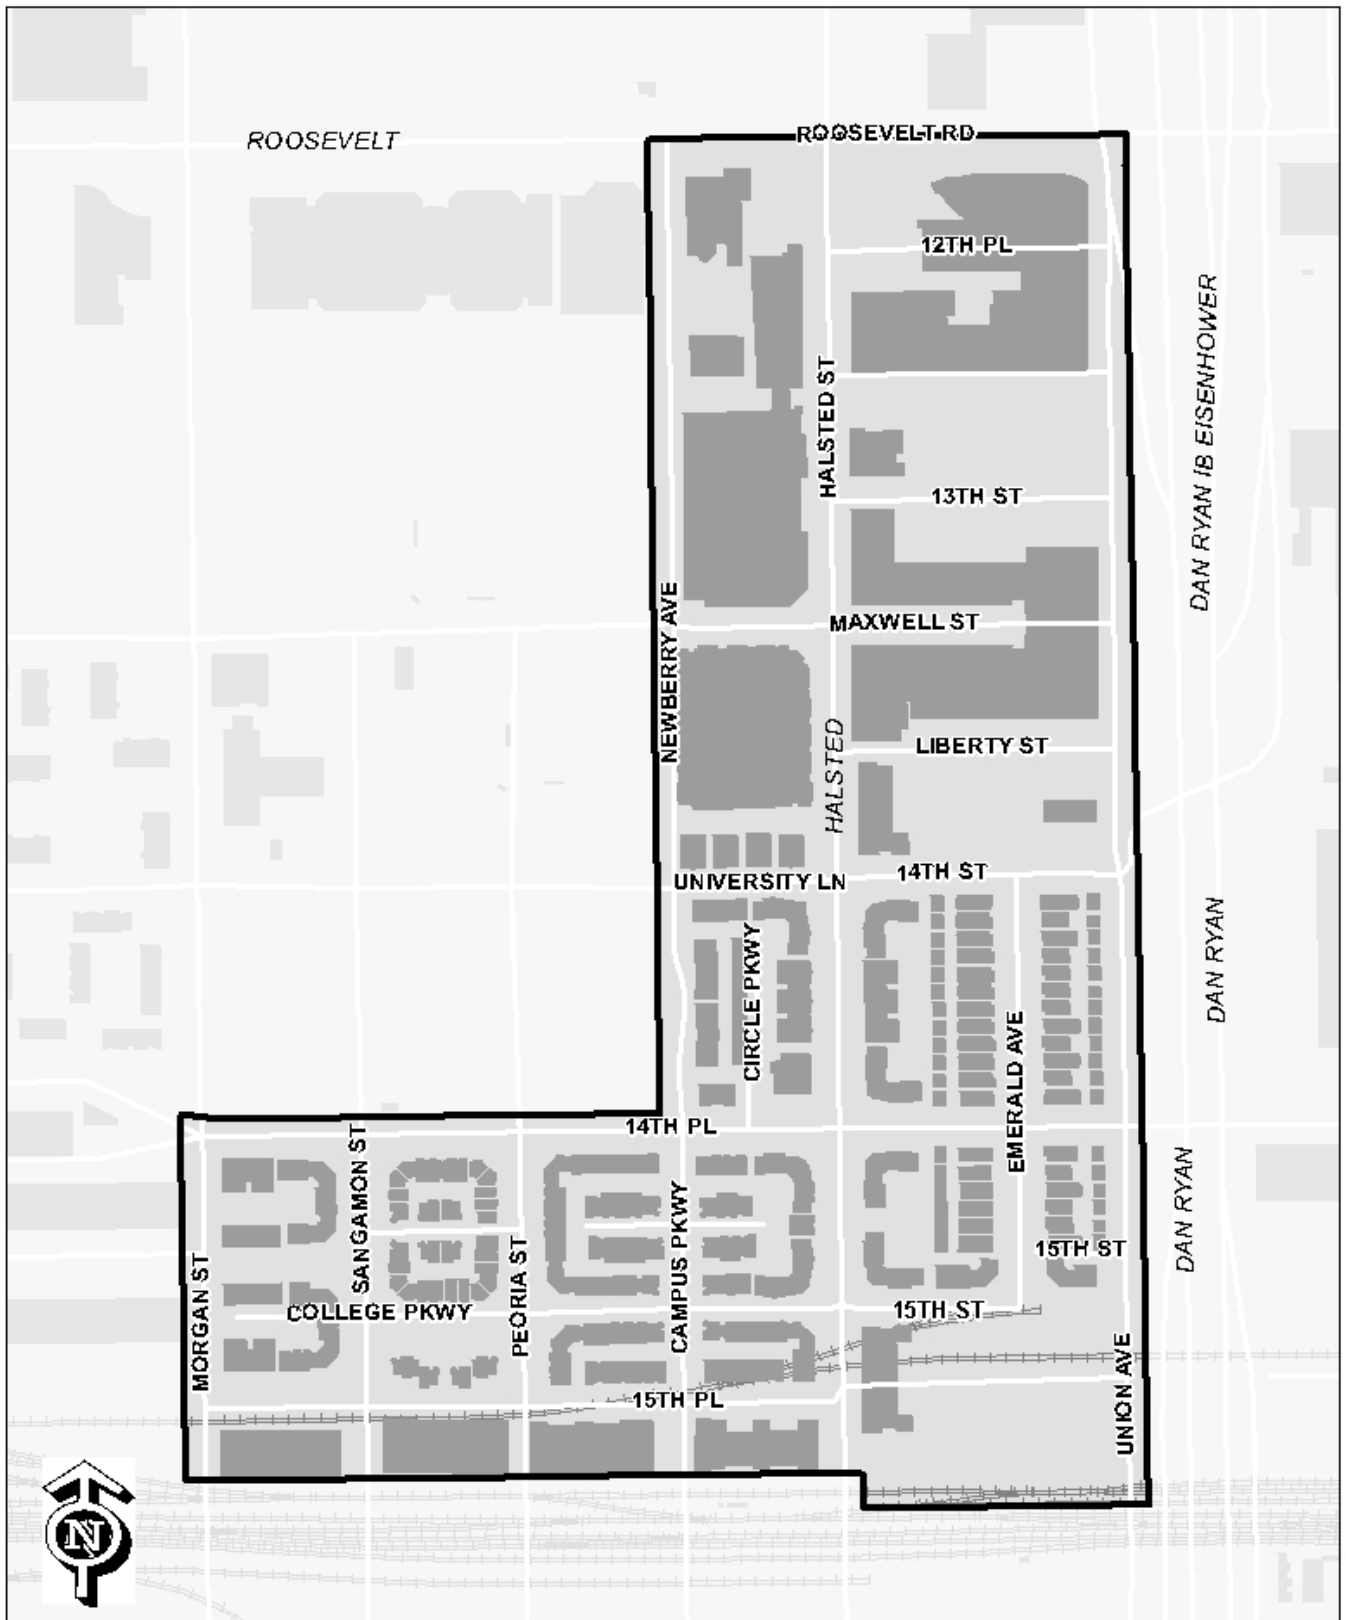 ROOSEVELT
ROOSEVELT RD
12TH PL
DAN RYAN IB EISENHOWER
HALSTED ST
13TH ST
NEWBERRY AVE
MAXWELL ST
HALSTED
LIBERTY ST
UNIVERSITY LN
14TH ST
DAN RYAN
CIRCLE PKWY
EMERALD AVE
14TH PL
SANGAMON ST
DAN RYAN
CAMPUS PKWY
PEORIA ST
15TH ST
MORGAN ST
COLLEGE PKWY
15TH ST
UNION AVE
15TH PL
N